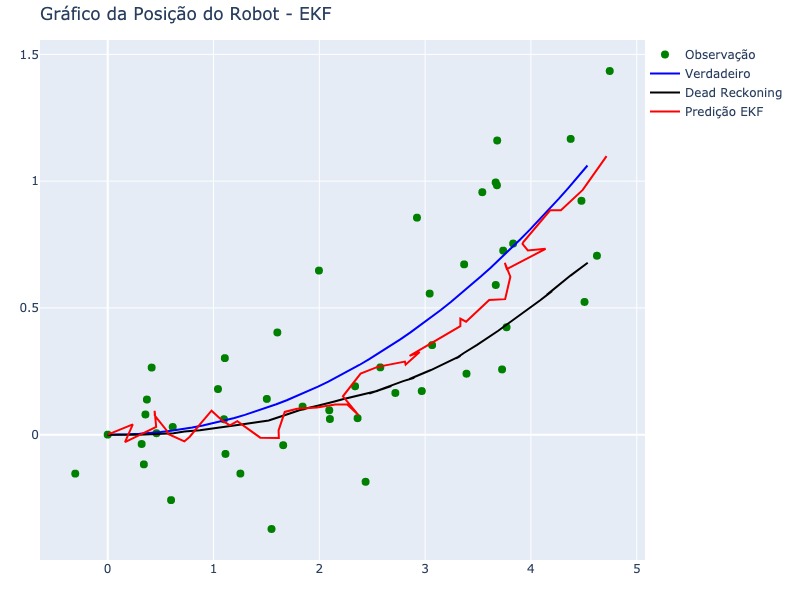 Gráfico da Posição do Robot - EKF
1.5
1
0.5
0
0
1
2
3
4
5
Observação
Verdadeiro
Dead Reckoning
Predição EKF